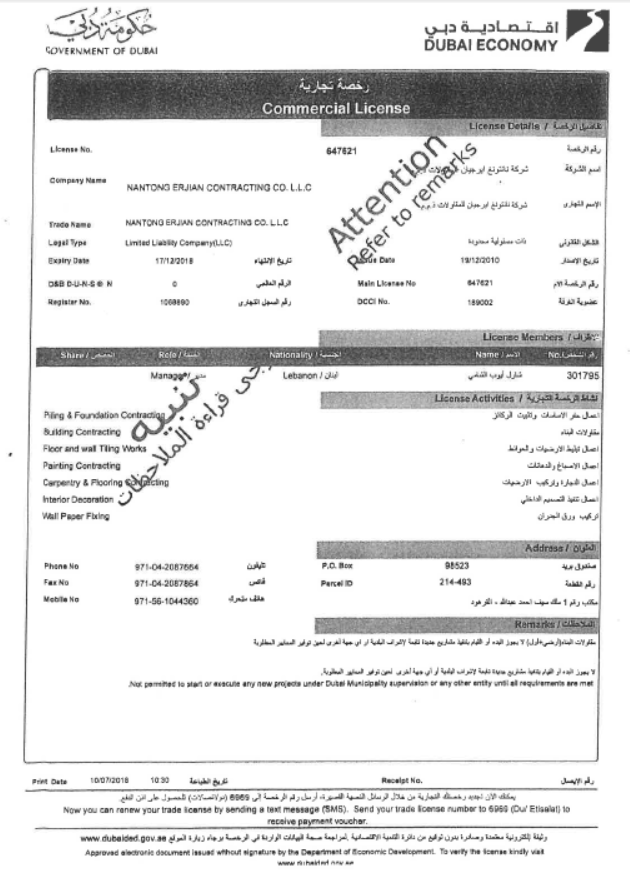 حكومة دبي
GOVERNMENT OF DUBAI
اقتصادية دبي
DUBAI ECONOMY
رخصة تجارية
Commercial License
License Details / تفاصيل الرخصة
License No. 647621 رقم الرخصة
Company Name NANTONG ERJIAN CONTRACTING CO. L.L.C شركة نانتونغ ايرجيان للمقاولات ذ.م.م اسم الشركة
Trade Name NANTONG ERJIAN CONTRACTING CO. L.L.C شركة نانتونغ ايرجيان للمقاولات ذ.م.م الاسم التجاري
Legal Type Limited Liability Company(LLC) ذات مسئولية محدودة الشكل القانوني
Expiry Date 17/12/2018 تاريخ الإنتهاء Date 19/12/2010 تاريخ الإصدار
D&B D-U-N-S ® N 0 الرقم العالمي Main License No 647621 رقم الرخصة الام
Register No. رقم السجل التجاري DCCI No. 189002 عضوية الغرفة
Attention
Refer to remarks
License Members / الأطراف
Share / الحصص Role / الصفة Nationality / الجنسية Name / الاسم No./ رقم الشخص
Manager / مدير Lebanon / لبنان شارل ايوب الشامي 301795
تنبيه
يرجى قراءة الملاحظات
License Activities / نشاط الرخصة التجارية
Piling & Foundation Contracting اعمال حفر الاساسات وتثبيت الركائز
Building Contracting مقاولات البناء
Floor and wall Tiling Works اعمال تبليط الارضيات والحوائط
Painting Contracting اعمال الاصباغ والدهانات
Carpentry & Flooring Contracting اعمال النجارة وتركيب الارضيات
Interior Decoration اعمال تنفيذ التصميم الداخلي
Wall Paper Fixing تركيب ورق الجدران
Address / العنوان
Phone No 971-04-2087664 تليفون P.O. Box 98523 صندوق بريد
Fax No 971-04-2087864 فاكس Parcel ID 214-493 رقم القطعة
Mobile No 971-56-1044360 هاتف متحرك مكتب رقم 1 ملك سيف احمد عبدالله - القرهود
Remarks / الملاحظات
مقاولات البناء(أرضي+أول) لا يجوز البدء او القيام بتنفيذ مشاريع جديدة تابعة لإشراف البلدية او أي جهة أخرى لحين توفير المعايير المطلوبة
لا يجوز البدء او القيام بتنفيذ مشاريع جديدة تابعة لإشراف البلدية أو أي جهة أخرى لحين توفير المعايير المطلوبة.
.Not permitted to start or execute any new projects under Dubai Municipality supervision or any other entity until all requirements are met
Print Date 10/07/2018 10:30 تاريخ الطباعة Receipt No. رقم الإيصال
يمكنك الآن تجديد رخصتك التجارية من خلال الرسائل النصية القصيرة، أرسل رقم الرخصة إلى 6969 (دو/اتصالات) للحصول على اذن الدفع.
Now you can renew your trade license by sending a text message (SMS). Send your trade license number to 6969 (Du/ Etisalat) to
receive payment voucher.
وثيقة إلكترونية معتمدة وصادرة بدون توقيع من دائرة التنمية الاقتصادية. لمراجعة صحة البيانات الواردة في الرخصة برجاء زيارة الموقع www.dubaided.gov.ae
Approved electronic document issued without signature by the Department of Economic Development. To verify the license kindly visit
www.dubaided.gov.ae